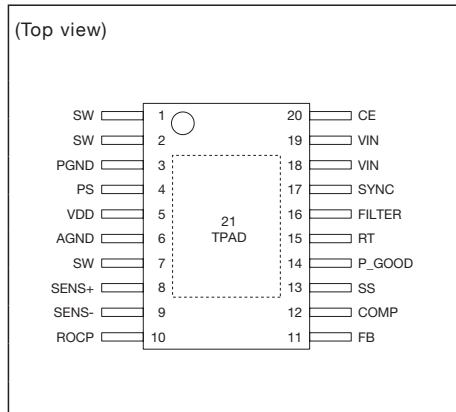 (Top view)
SW 1 20 CE
SW 2 19 VIN
PGND 3 18 VIN
PS 4 17 SYNC
VDD 5 16 FILTER
AGND 6 15 RT
SW 7 14 P_GOOD
SENS+ 8 13 SS
SENS- 9 12 COMP
ROCP 10 11 FB
21
TPAD